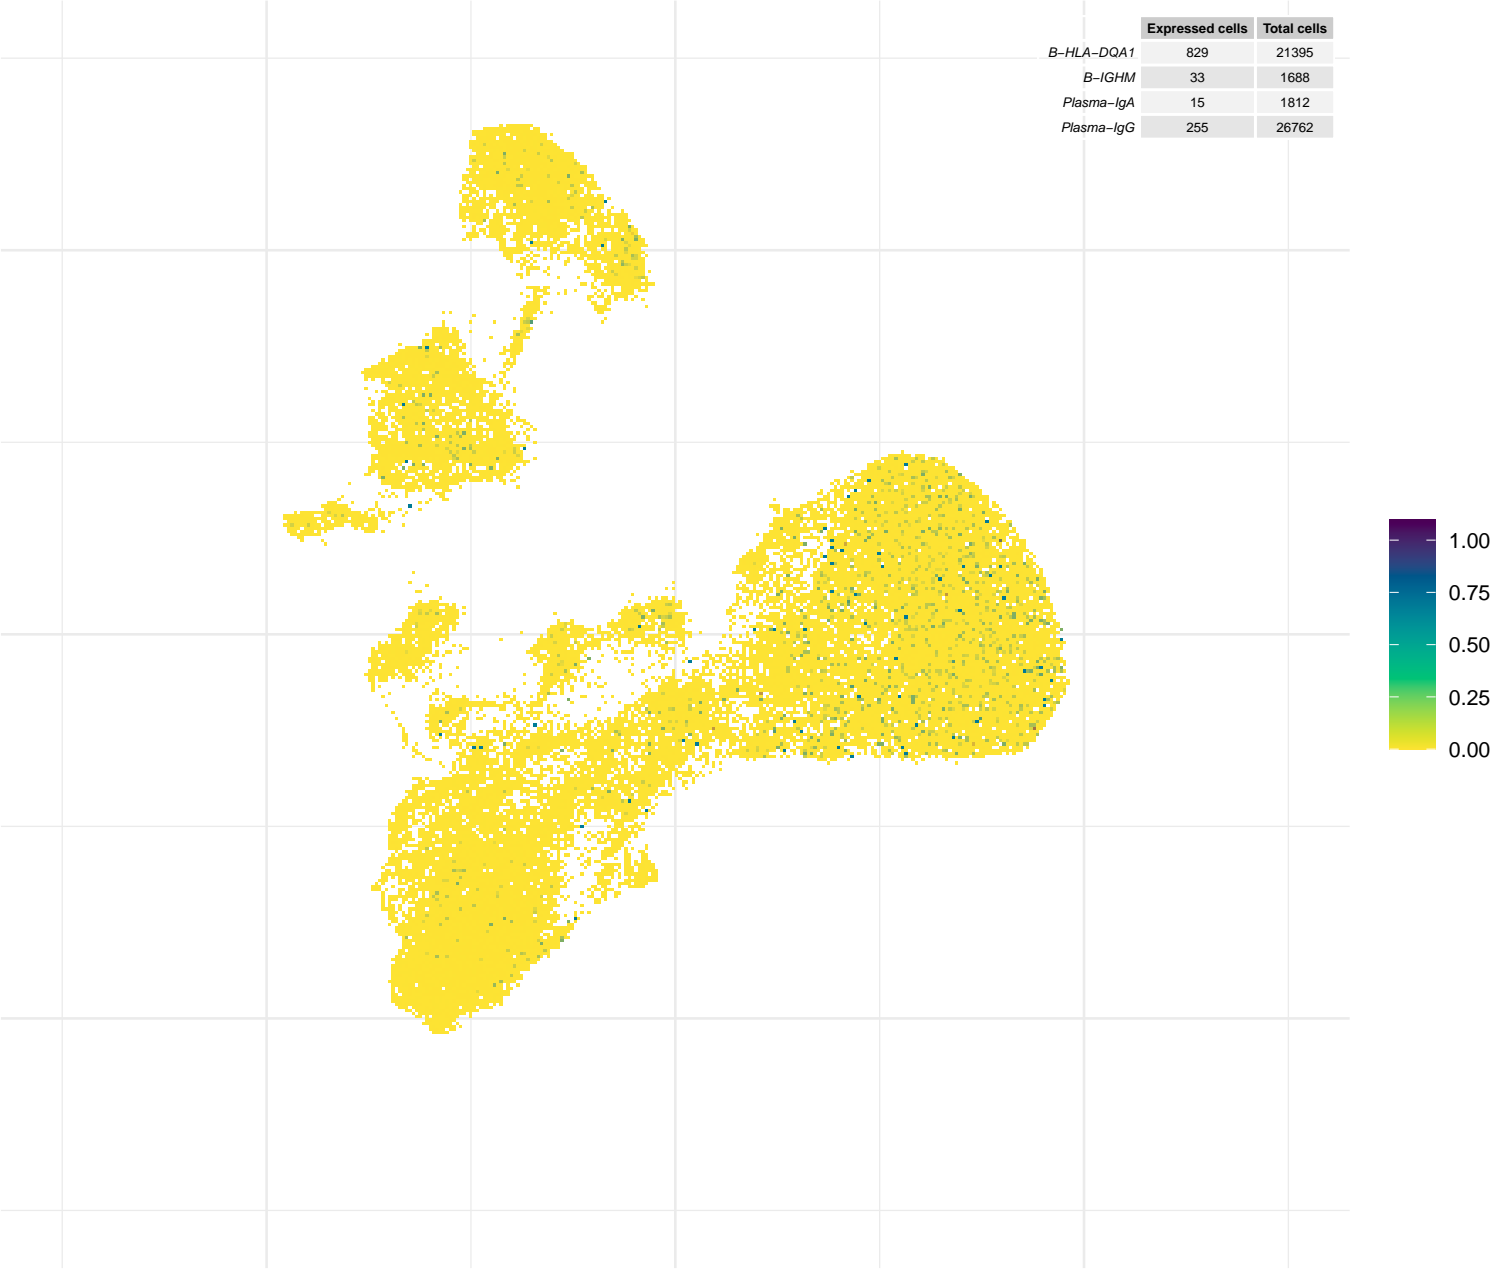 Expressed cells Total cells
B−HLA−DQA1 829 21395
B−IGHM 33 1688
Plasma−IgA 15 1812
Plasma−IgG 255 26762
1.00
0.75
0.50
0.25
0.00